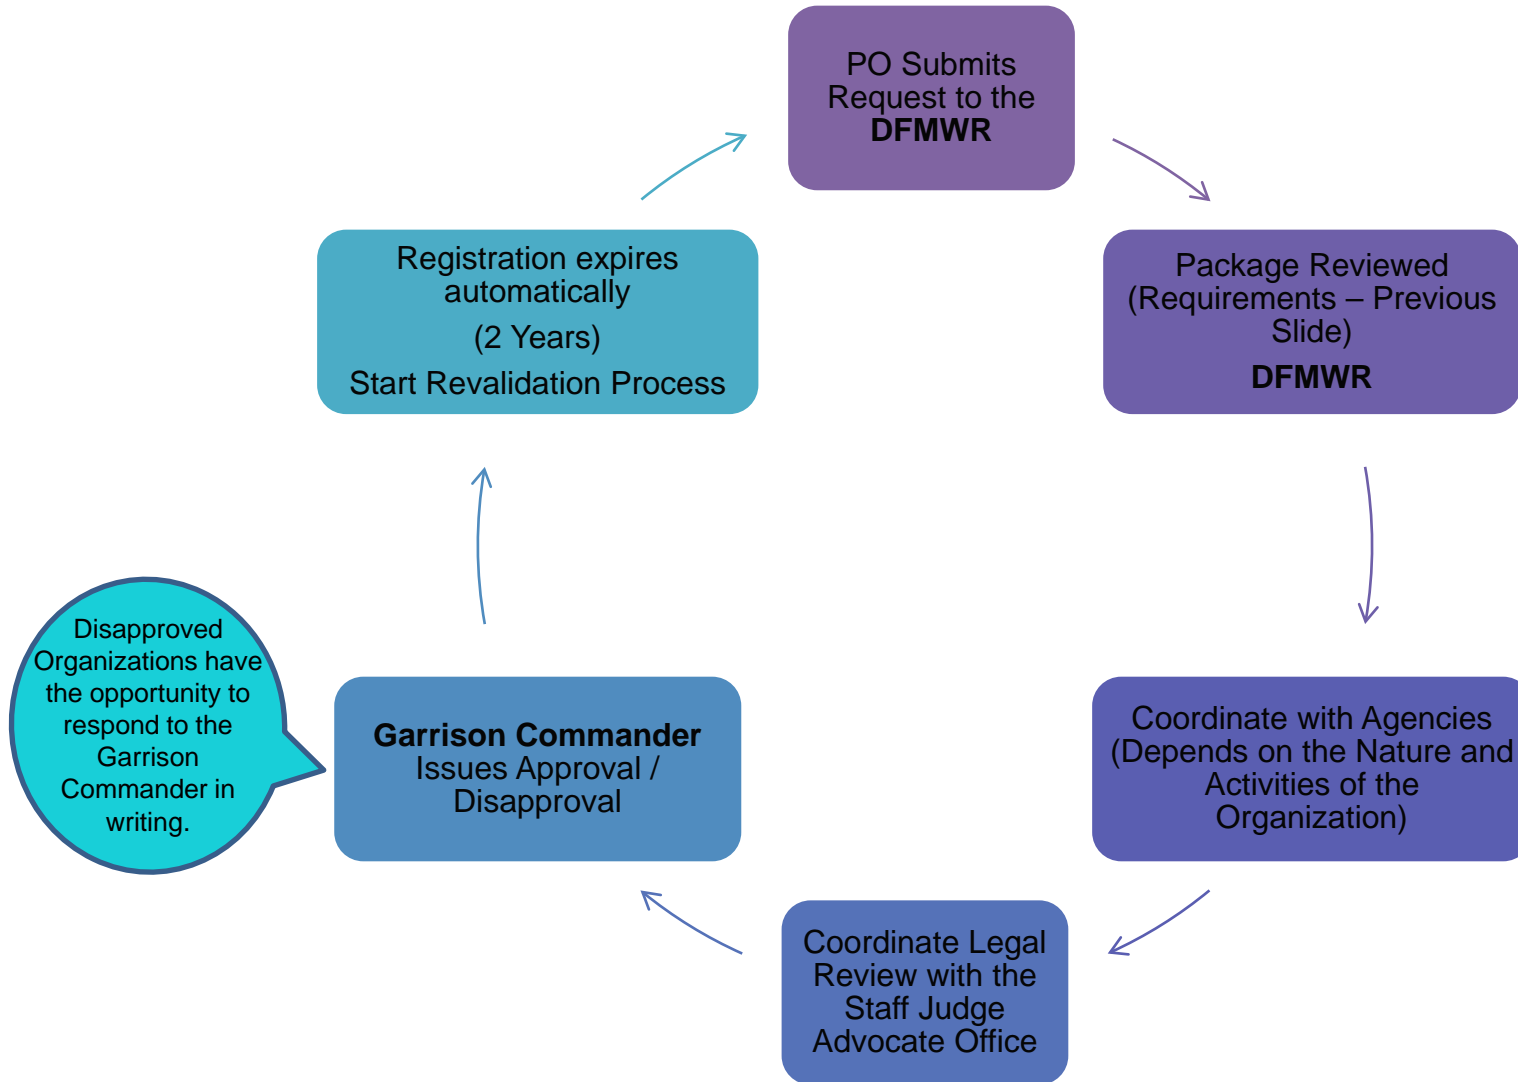 PO Submits
Request to the
DFMWR
Package Reviewed
(Requirements – Previous
Slide)
DFMWR
Coordinate with Agencies
(Depends on the Nature and
Activities of the
Organization)
Coordinate Legal
Review with the
Staff Judge
Advocate Office
Garrison Commander
Issues Approval /
Disapproval
Disapproved
Organizations have
the opportunity to
respond to the
Garrison
Commander in
writing.
Registration expires
automatically
(2 Years)
Start Revalidation Process